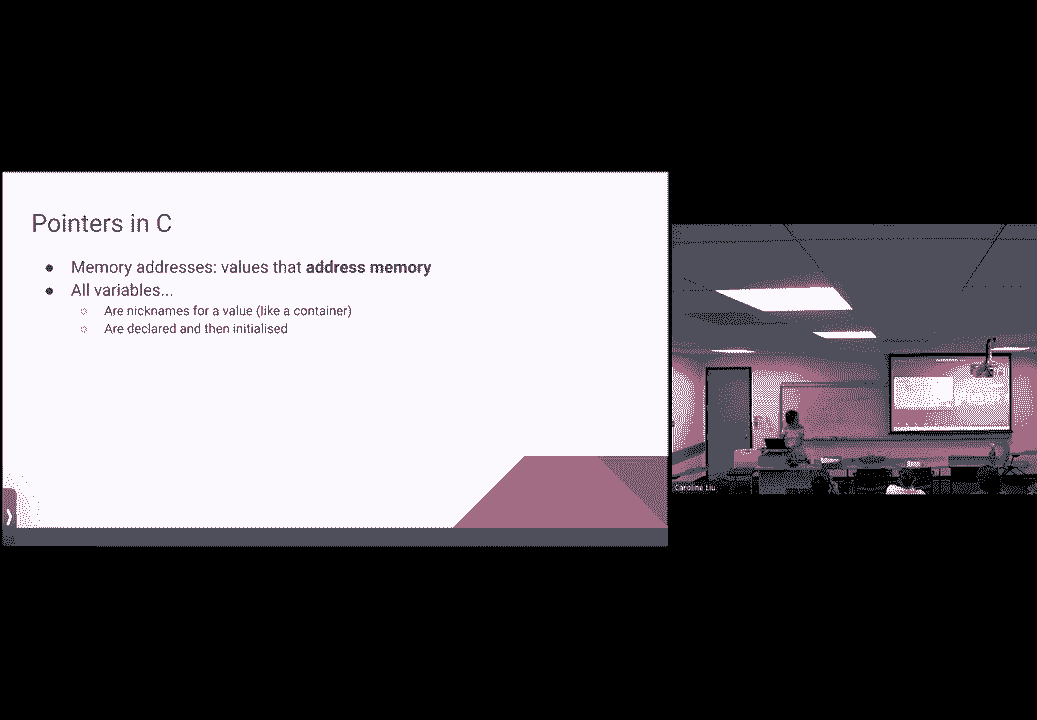 Pointers in C
Memory addresses: values that address memory
All variables...
Are nicknames for a value (like a container)
Are declared and then initialised
Caroline Liu